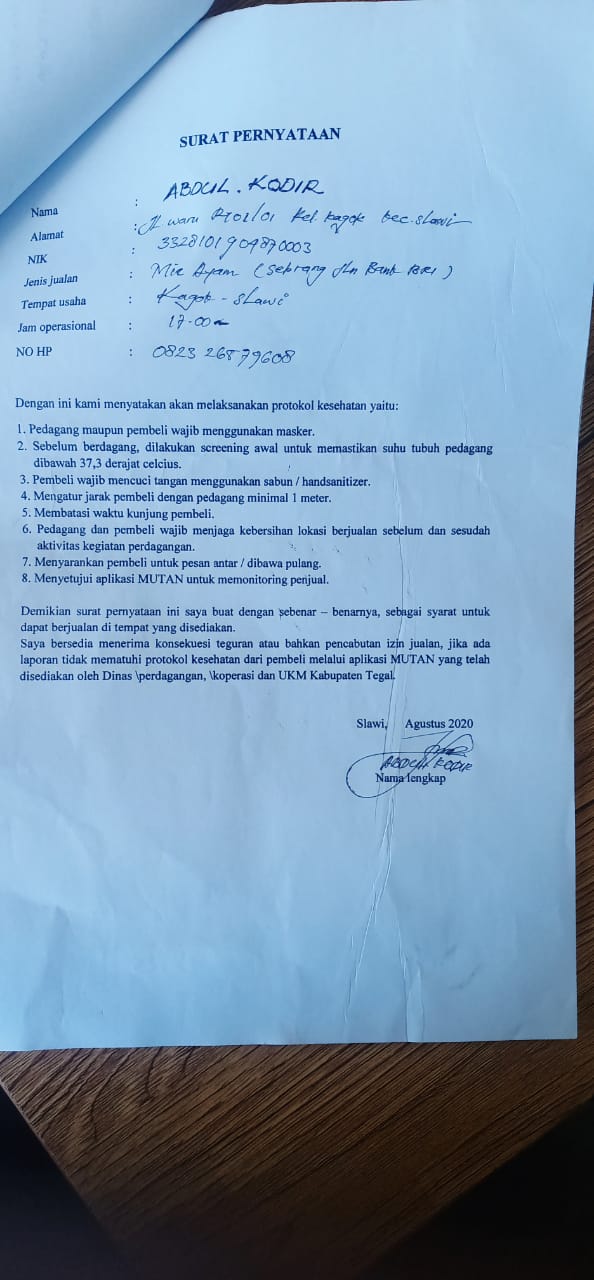 SURAT PERNYATAAN
Nama : ABDUL . KODIR
Alamat : Jl waru Rt02/01 Kel. kagok kec. slawi
NIK : 3328101909870003
Jenis jualan : Mie Ayam (Sebrang Jln Bank BRI)
Tempat usaha : Kagok - slawi
Jam operasional : 17-00
NO HP : 0823 26879608
Dengan ini kami menyatakan akan melaksanakan protokol kesehatan yaitu:
1. Pedagang maupun pembeli wajib menggunakan masker.
2. Sebelum berdagang, dilakukan screening awal untuk memastikan suhu tubuh pedagang
dibawah 37,3 derajat celcius.
3. Pembeli wajib mencuci tangan menggunakan sabun / handsanitizer.
4. Mengatur jarak pembeli dengan pedagang minimal 1 meter.
5. Membatasi waktu kunjung pembeli.
6. Pedagang dan pembeli wajib menjaga kebersihan lokasi berjualan sebelum dan sesudah
aktivitas kegiatan perdagangan.
7. Menyarankan pembeli untuk pesan antar / dibawa pulang.
8. Menyetujui aplikasi MUTAN untuk memonitoring penjual.
Demikian surat pernyataan ini saya buat dengan sebenar – benarnya, sebagai syarat untuk
dapat berjualan di tempat yang disediakan.
Saya bersedia menerima konsekuesi teguran atau bahkan pencabutan izin jualan, jika ada
laporan tidak mematuhi protokol kesehatan dari pembeli melalui aplikasi MUTAN yang telah
disediakan oleh Dinas \perdagangan, \koperasi dan UKM Kabupaten Tegal.
Slawi, Agustus 2020
ABDUL KODIR
Nama lengkap